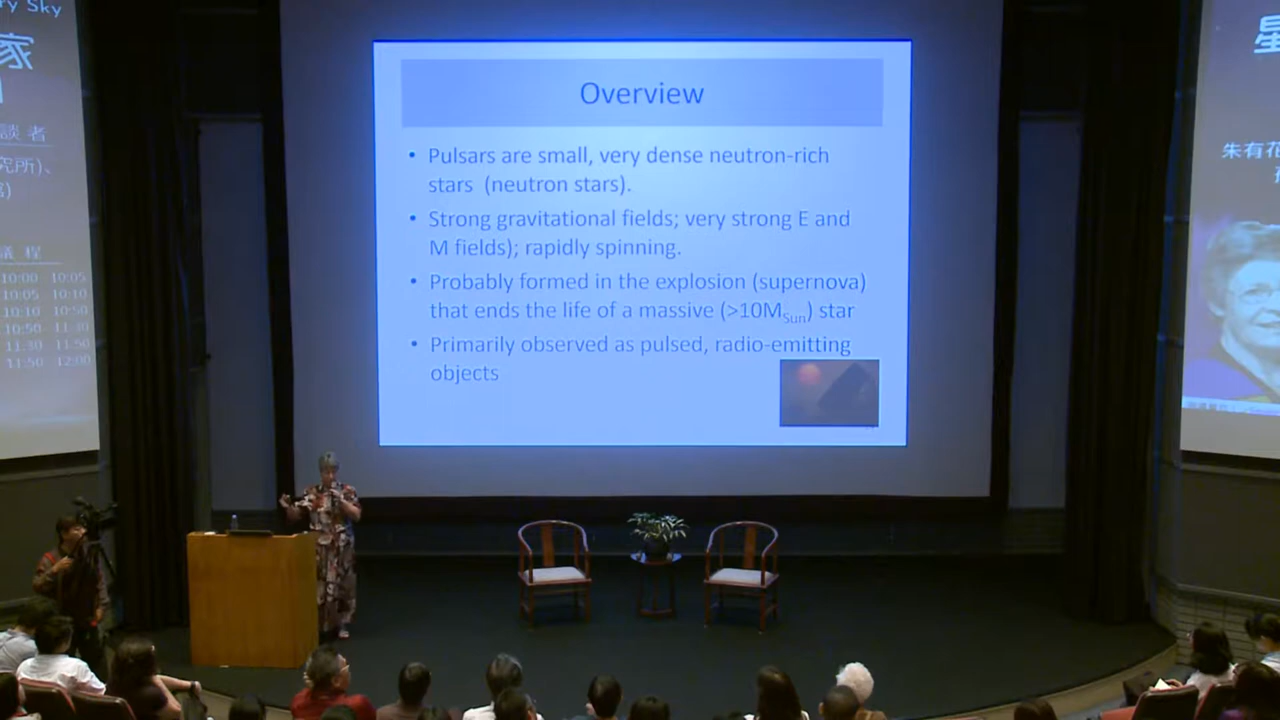 Sky
家
談 者
究所)、
議 程
10:00 10:05
10:05 10:10
10:10 10:50
10:50 11:30
11:30 11:50
11:50 12:00
Overview
• Pulsars are small, very dense neutron-rich
stars (neutron stars).
• Strong gravitational fields; very strong E and
M fields); rapidly spinning.
• Probably formed in the explosion (supernova)
that ends the life of a massive (>10MSun) star
• Primarily observed as pulsed, radio-emitting
objects
星
朱有花